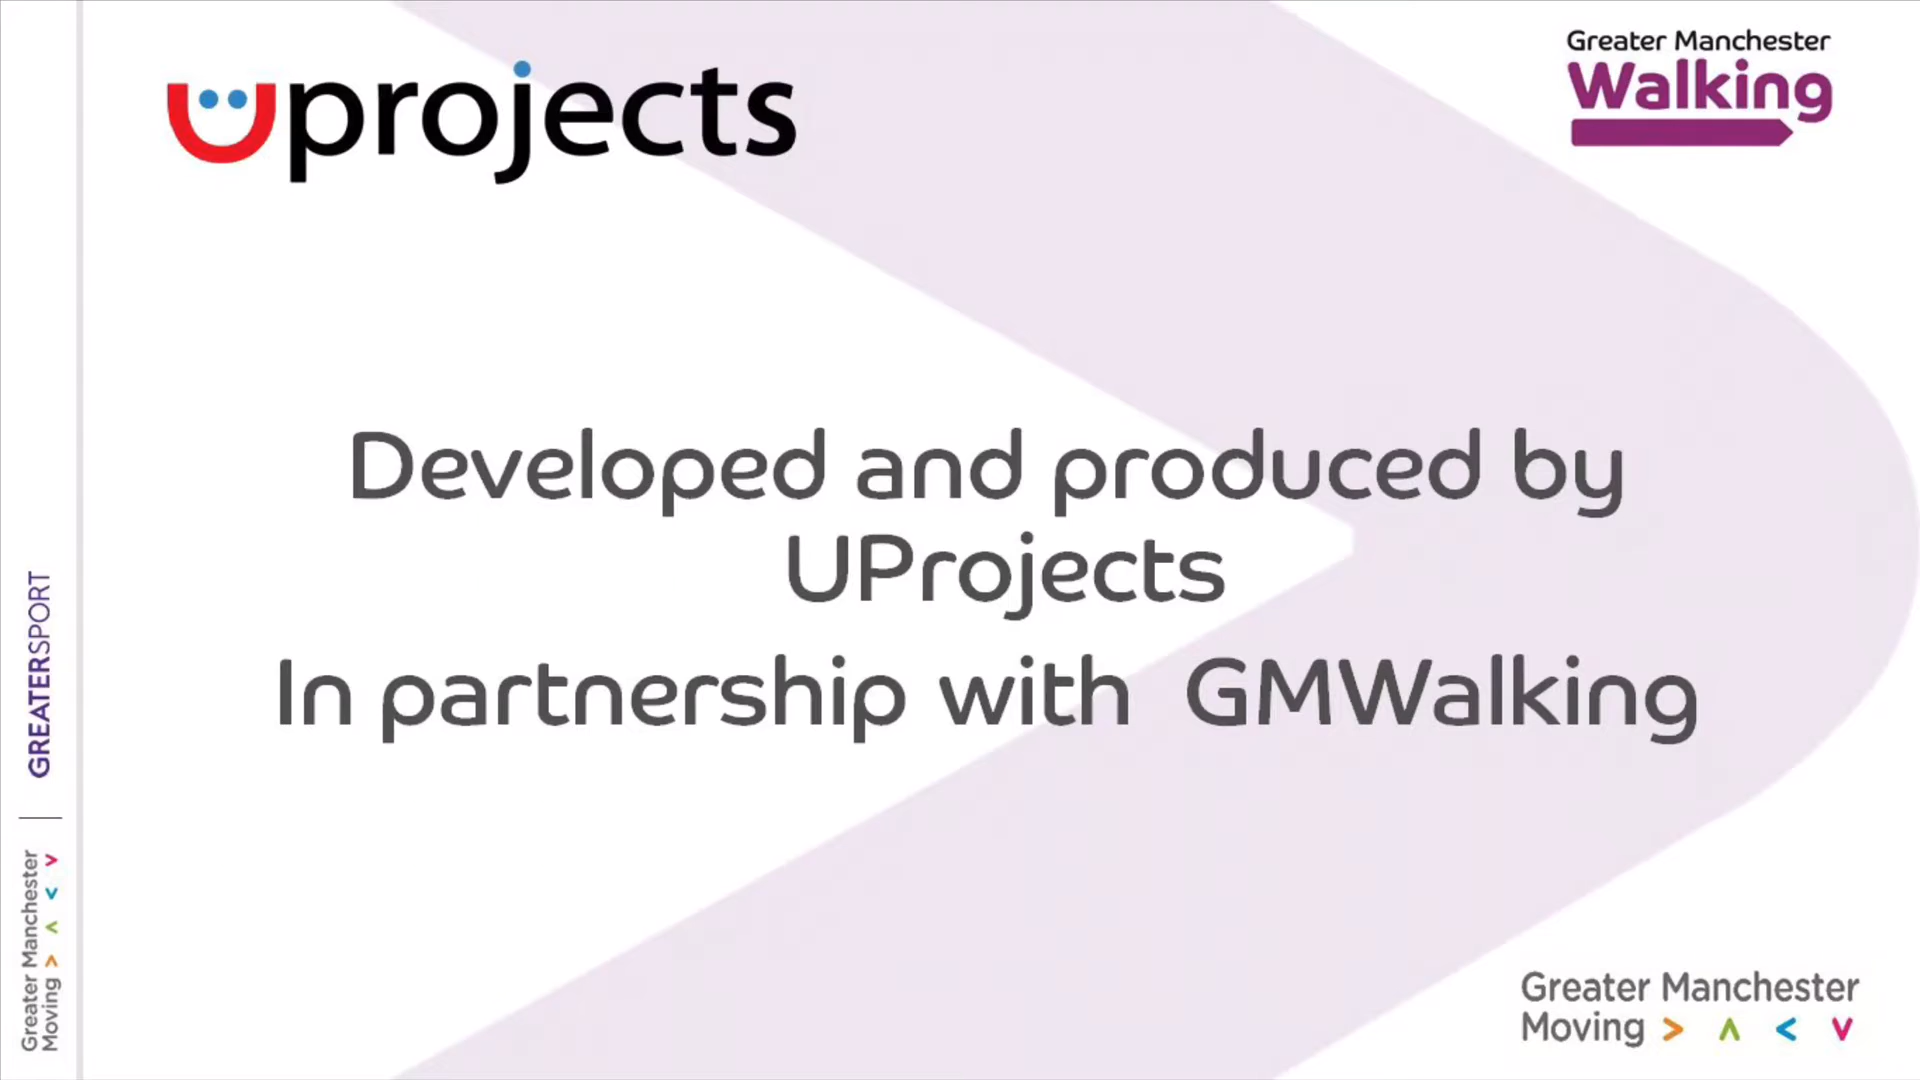 uprojects
Greater Manchester
Walking
Developed and produced by
UProjects
In partnership with  GMWalking
GREATERSPORT
Greater Manchester
Moving > < < >
Greater Manchester
Moving > < < >